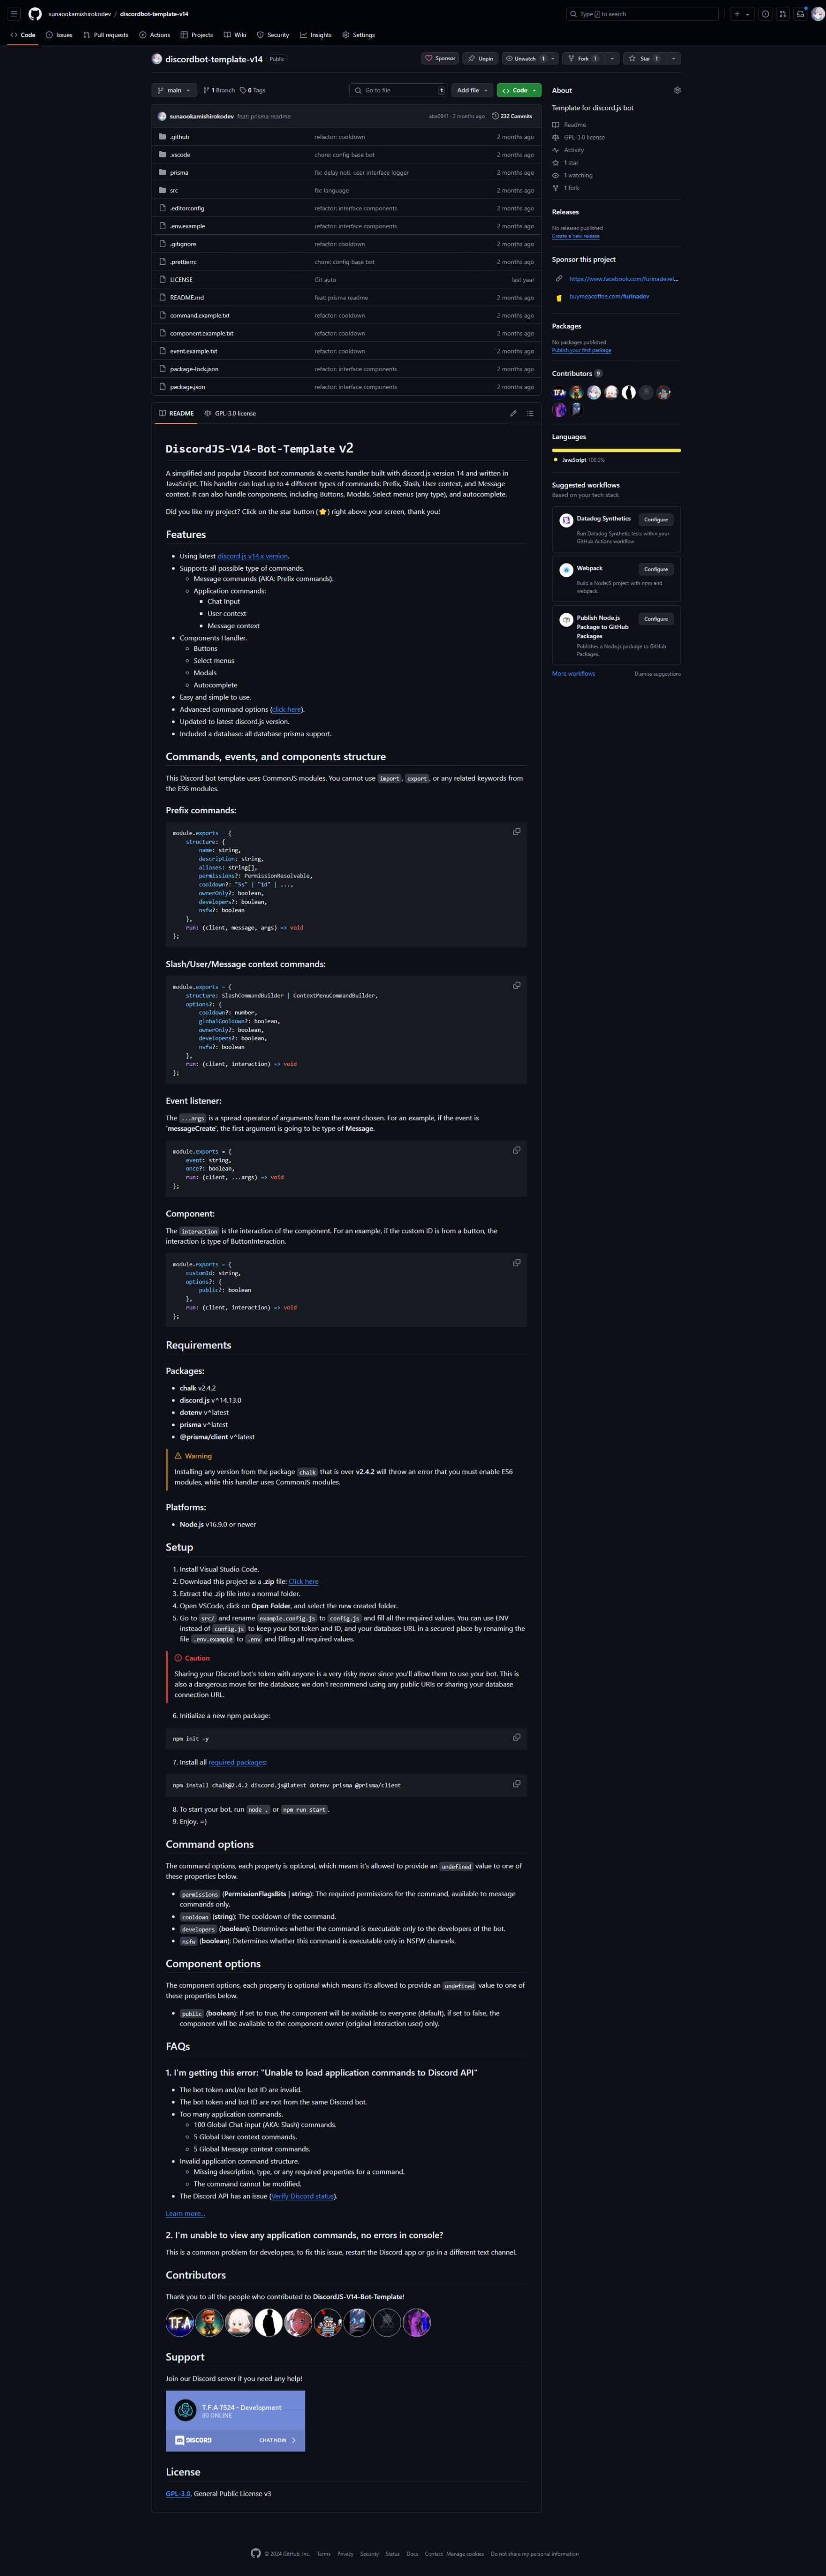 sunaookamishirokodev / discordbot-template-v14
Type / to search
Code Issues Pull requests Actions Projects Wiki Security Insights Settings
discordbot-template-v14 Public
Sponsor Unpin Unwatch 1 Fork 1 Star 1
main 1 Branch 0 Tags Go to file t Add file Code
sunaookamishirokodev feat: prisma readme aba0641 · 2 months ago 232 Commits
.github refactor: cooldown 2 months ago
.vscode chore: config base bot 2 months ago
prisma fix: delay noti, user interface logger 2 months ago
src fix: language 2 months ago
.editorconfig refactor: interface components 2 months ago
.env.example refactor: interface components 2 months ago
.gitignore refactor: cooldown 2 months ago
.prettierrc chore: config base bot 2 months ago
LICENSE Git auto last year
README.md feat: prisma readme 2 months ago
command.example.txt refactor: cooldown 2 months ago
component.example.txt refactor: cooldown 2 months ago
event.example.txt refactor: cooldown 2 months ago
package-lock.json refactor: interface components 2 months ago
package.json refactor: interface components 2 months ago
README GPL-3.0 license
DiscordJS-V14-Bot-Template v2
A simplified and popular Discord bot commands & events handler built with discord.js version 14 and written in
JavaScript. This handler can load up to 4 different types of commands: Prefix, Slash, User context, and Message
context. It can also handle components, including Buttons, Modals, Select menus (any type), and autocomplete.
Did you like my project? Click on the star button (⭐) right above your screen, thank you!
Features
Using latest discord.js v14.x version.
Supports all possible type of commands.
Message commands (AKA: Prefix commands).
Application commands:
Chat Input
User context
Message context
Components Handler.
Buttons
Select menus
Modals
Autocomplete
Easy and simple to use.
Advanced command options (click here).
Updated to latest discord.js version.
Included a database: all database prisma support.
Commands, events, and components structure
This Discord bot template uses CommonJS modules. You cannot use import, export, or any related keywords from
the ES6 modules.
Prefix commands:
module.exports = {
structure: {
name: string,
description: string,
aliases: string[],
permissions?: PermissionResolvable,
cooldown?: "5s" | "1d" | ...,
ownerOnly?: boolean,
developers?: boolean,
nsfw?: boolean
},
run: (client, message, args) => void
};
Slash/User/Message context commands:
module.exports = {
structure: SlashCommandBuilder | ContextMenuCommandBuilder,
options?: {
cooldown?: number,
globalCooldown?: boolean,
ownerOnly?: boolean,
developers?: boolean,
nsfw?: boolean
},
run: (client, interaction) => void
};
Event listener:
The ...args is a spread operator of arguments from the event chosen. For an example, if the event is
'messageCreate', the first argument is going to be type of Message.
module.exports = {
event: string,
once?: boolean,
run: (client, ...args) => void
};
Component:
The interaction is the interaction of the component. For an example, if the custom ID is from a button, the
interaction is type of ButtonInteraction.
module.exports = {
customId: string,
options?: {
public?: boolean
},
run: (client, interaction) => void
};
Requirements
Packages:
chalk v2.4.2
discord.js v^14.13.0
dotenv v^latest
prisma v^latest
@prisma/client v^latest
Warning
Installing any version from the package chalk that is over v2.4.2 will throw an error that you must enable ES6
modules, while this handler uses CommonJS modules.
Platforms:
Node.js v16.9.0 or newer
Setup
1. Install Visual Studio Code.
2. Download this project as a .zip file: Click here
3. Extract the .zip file into a normal folder.
4. Open VSCode, click on Open Folder, and select the new created folder.
5. Go to src/ and rename example.config.js to config.js and fill all the required values. You can use ENV
instead of config.js to keep your bot token and ID, and your database URL in a secured place by renaming the
file .env.example to .env and filling all required values.
Caution
Sharing your Discord bot's token with anyone is a very risky move since you'll allow them to use your bot. This is
also a dangerous move for the database; we don't recommend using any public URIs or sharing your database
connection URL.
6. Initialize a new npm package:
npm init -y
7. Install all required packages:
npm install chalk@2.4.2 discord.js@latest dotenv prisma @prisma/client
8. To start your bot, run node . or npm run start.
9. Enjoy. =)
Command options
The command options, each property is optional, which means it's allowed to provide an undefined value to one of
these properties below.
permissions (PermissionFlagsBits | string): The required permissions for the command, available to message
commands only.
cooldown (string): The cooldown of the command.
developers (boolean): Determines whether the command is executable only to the developers of the bot.
nsfw (boolean): Determines whether this command is executable only in NSFW channels.
Component options
The component options, each property is optional which means it's allowed to provide an undefined value to one of
these properties below.
public (boolean): If set to true, the component will be available to everyone (default), if set to false, the
component will be available to the component owner (original interaction user) only.
FAQs
1. I'm getting this error: "Unable to load application commands to Discord API"
The bot token and/or bot ID are invalid.
The bot token and bot ID are not from the same Discord bot.
Too many application commands.
100 Global Chat input (AKA: Slash) commands.
5 Global User context commands.
5 Global Message context commands.
Invalid application command structure.
Missing description, type, or any required properties for a command.
The command cannot be modified.
The Discord API has an issue (Verify Discord status).
Learn more...
2. I'm unable to view any application commands, no errors in console?
This is a common problem for developers, to fix this issue, restart the Discord app or go in a different text channel.
Contributors
Thank you to all the people who contributed to DiscordJS-V14-Bot-Template!
TF.A
Support
Join our Discord server if you need any help!
T.F.A 7524 - Development
80 ONLINE
DISCORD CHAT NOW
License
GPL-3.0, General Public License v3
About
Template for discord.js bot
Readme
GPL-3.0 license
Activity
1 star
1 watching
1 fork
Releases
No releases published
Create a new release
Sponsor this project
https://www.facebook.com/furinadevel...
buymeacoffee.com/furinadev
Packages
No packages published
Publish your first package
Contributors 9
TF.A
Languages
JavaScript 100.0%
Suggested workflows
Based on your tech stack
Datadog Synthetics Configure
Run Datadog Synthetic tests within your
GitHub Actions workflow
Webpack Configure
Build a NodeJS project with npm and
webpack.
Publish Node.js
Package to GitHub
Packages
Configure
Publishes a Node.js package to GitHub
Packages.
More workflows Dismiss suggestions
© 2024 GitHub, Inc. Terms Privacy Security Status Docs Contact Manage cookies Do not share my personal information